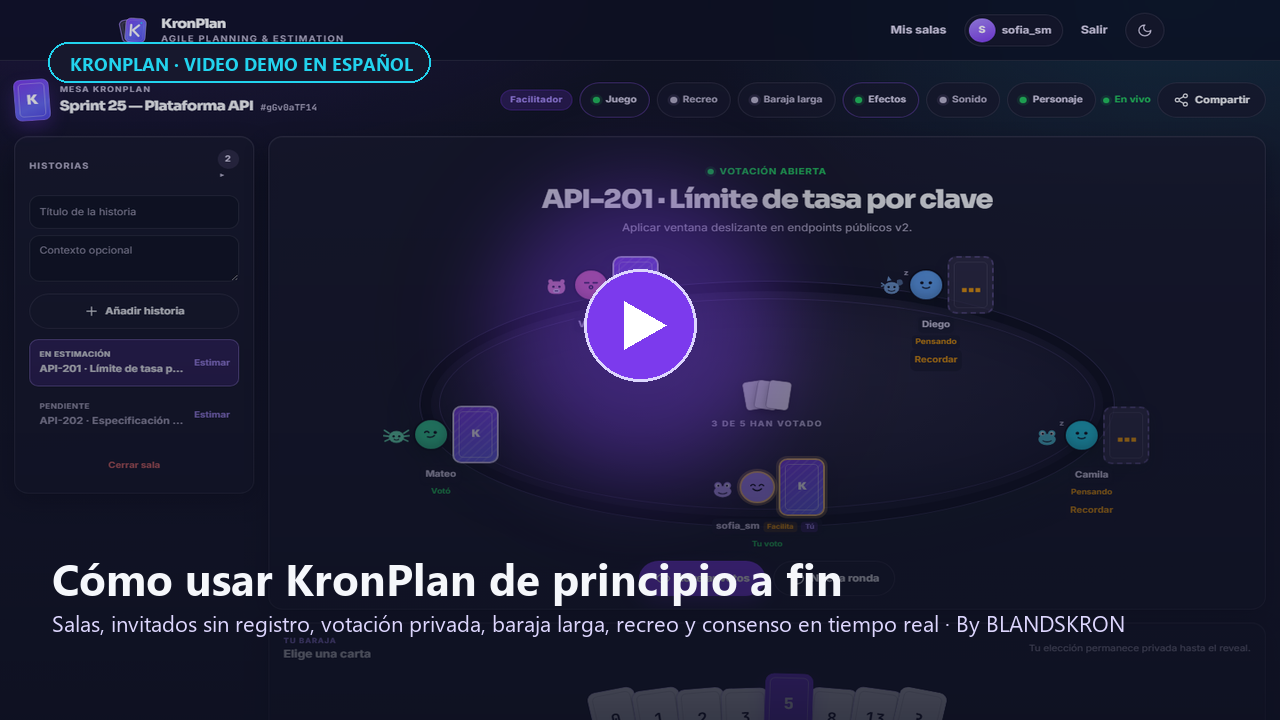 K
KronPlan
AGILE PLANNING & ESTIMATION
Mis salas
S
sofia_sm
Salir
KRONPLAN · VIDEO DEMO EN ESPAÑOL
K
MESA KRONPLAN
Sprint 25 — Plataforma API #g6v0aTF14
Facilitador
Juego
Recreo
Baraja larga
Efectos
Sonido
Personaje
En vivo
Compartir
HISTORIAS
2
Título de la historia
Contexto opcional
+ Añadir historia
EN ESTIMACIÓN
API-201 · Límite de tasa p...
Estimar
PENDIENTE
API-202 · Especificación ...
Estimar
Cerrar sala
VOTACIÓN ABIERTA
API-201 · Límite de tasa por clave
Aplicar ventana deslizante en endpoints públicos v2.
z
Diego
Pensando
Recordar
3 DE 5 HAN VOTADO
K
Mateo
Votó
z
Camila
Pensando
Recordar
K
sofia_sm Facilita Tú
Tu voto
ronda
Cómo usar KronPlan de principio a fin
Salas, invitados sin registro, votación privada, baraja larga, recreo y consenso en tiempo real · By BLANDSKRON
TU BARAJA
Elige una carta
Tu elección permanece privada hasta el reveal.
0
1
2
3
5
8
13
?